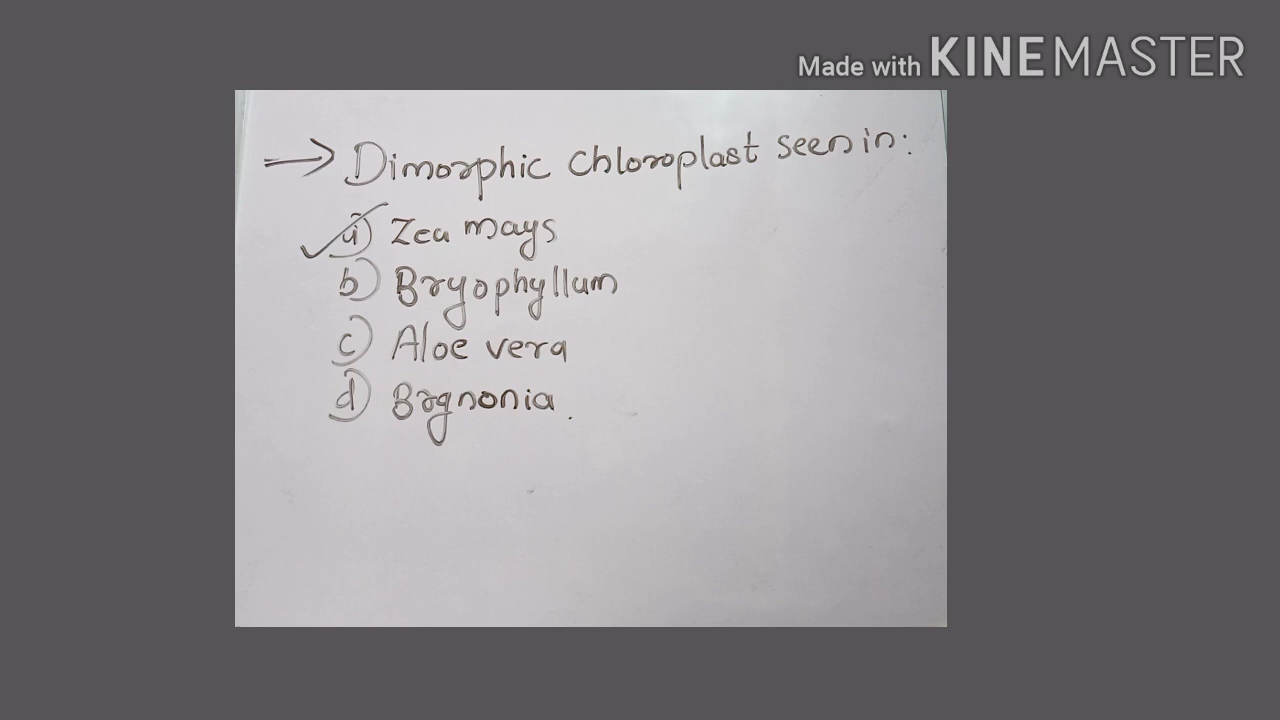 Made with KINEMASTER
→ Dimorphic Chloroplast seen in:
a) Zea mays
b) Bryophyllum
c) Aloe vera
d) Bignonia.